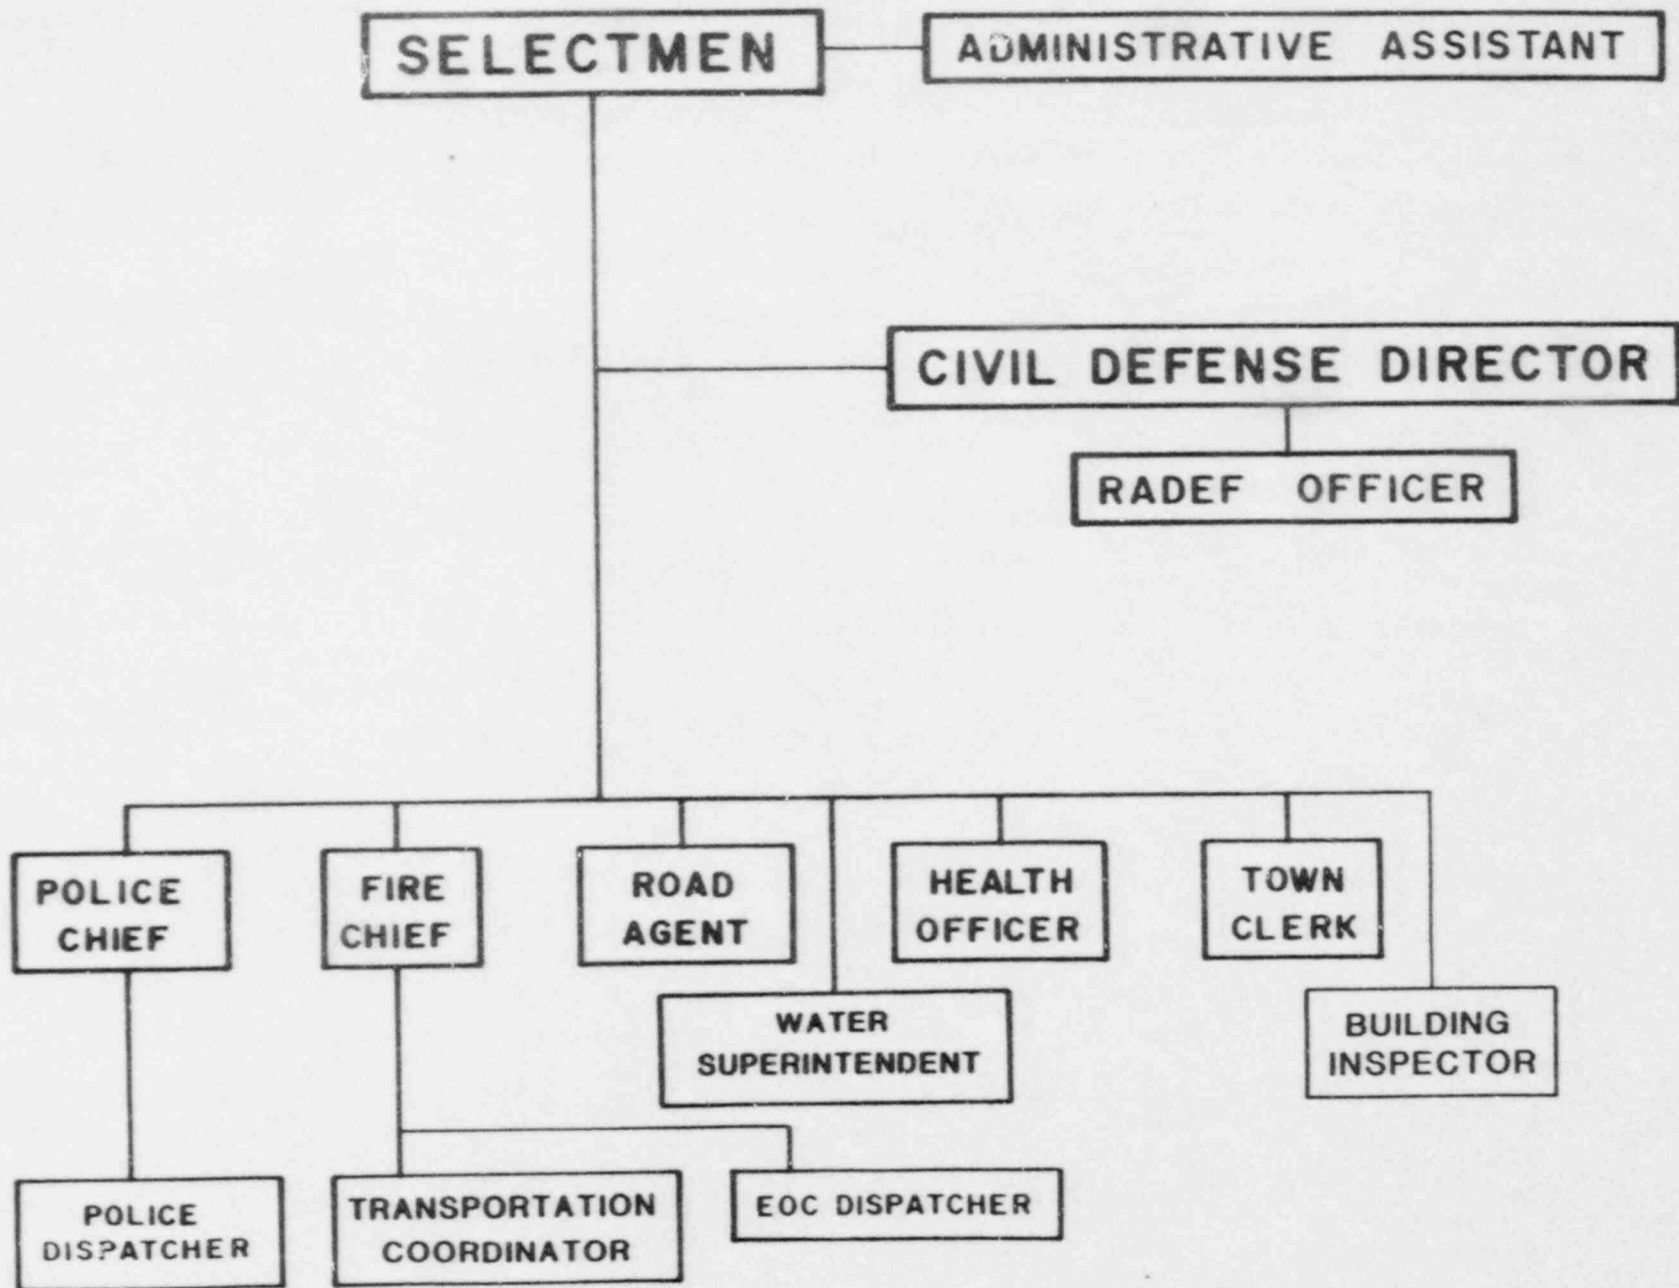 SELECTMEN
ADMINISTRATIVE ASSISTANT
CIVIL DEFENSE DIRECTOR
RADEF OFFICER
POLICE
CHIEF
FIRE
CHIEF
ROAD
AGENT
HEALTH
OFFICER
TOWN
CLERK
WATER
SUPERINTENDENT
BUILDING
INSPECTOR
POLICE
DISPATCHER
TRANSPORTATION
COORDINATOR
EOC DISPATCHER